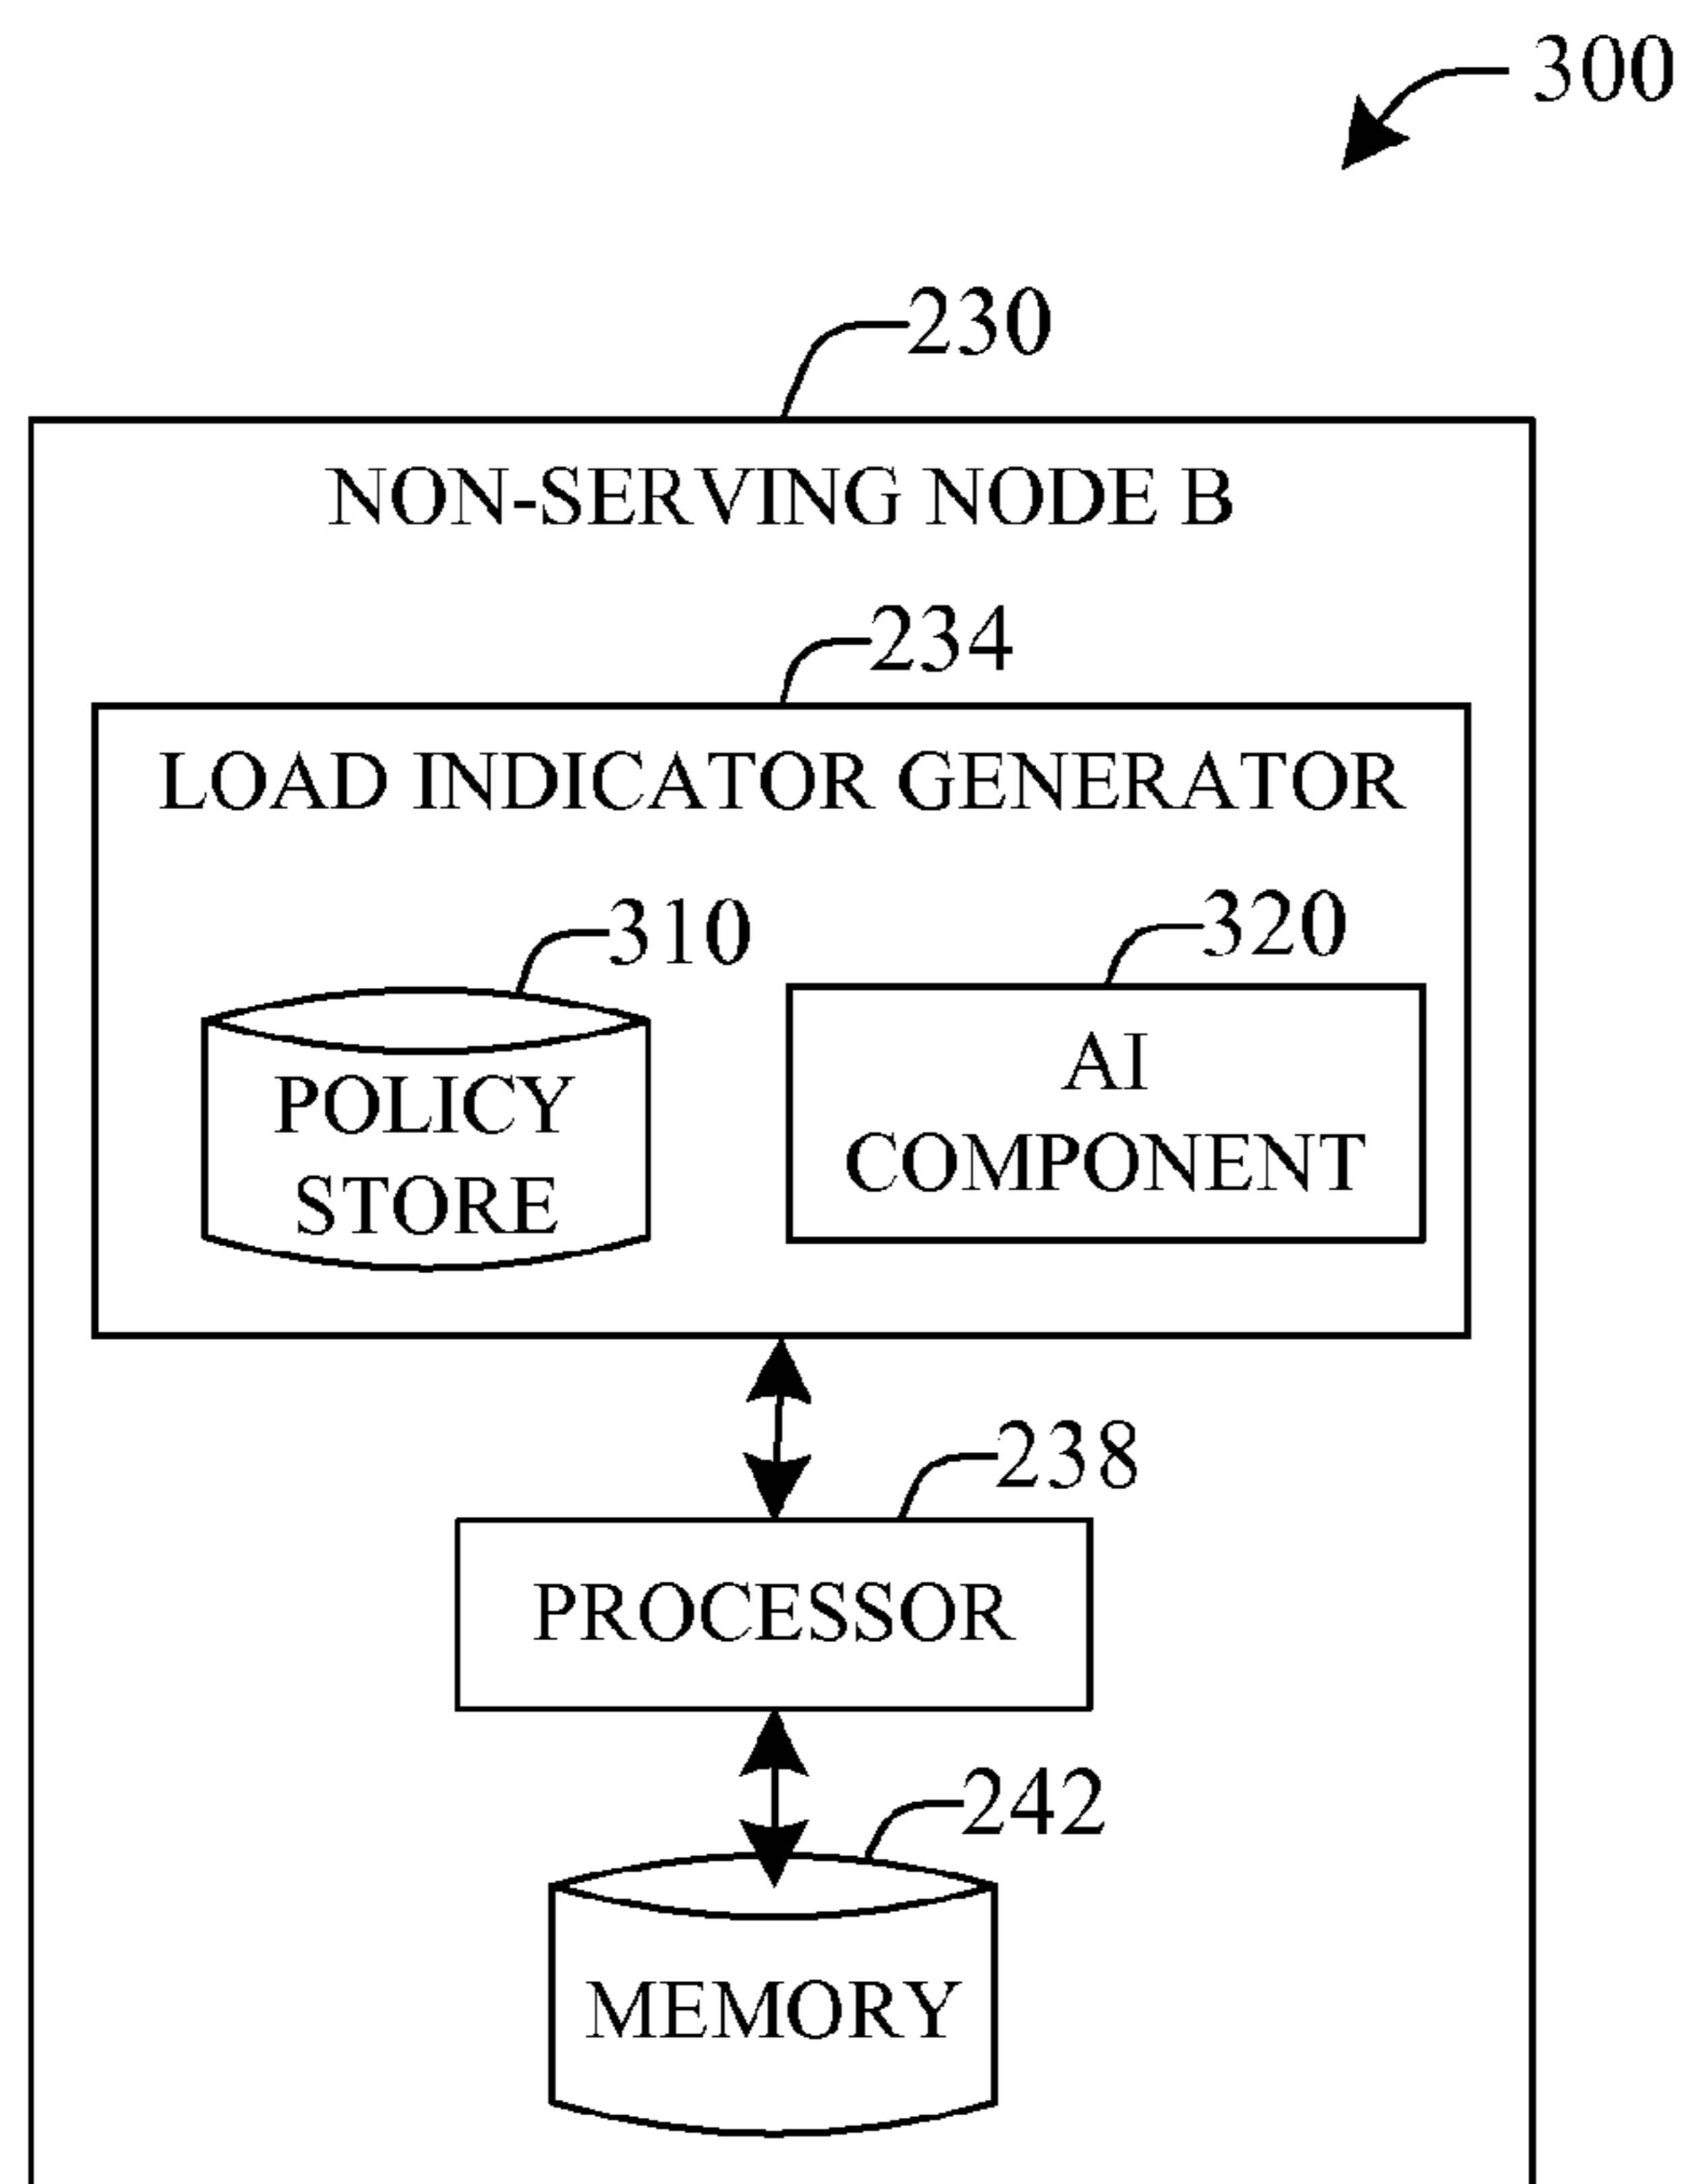 300
230
NON-SERVING NODE B
234
LOAD INDICATOR GENERATOR
310
320
POLICY
STORE
AI
COMPONENT
238
PROCESSOR
242
MEMORY